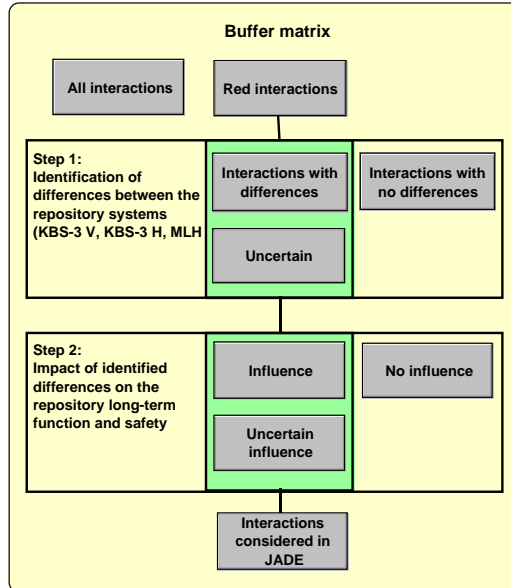 Buffer matrix
All interactions
Red interactions
Step 1:
Identification of
differences between the
repository systems
(KBS-3 V, KBS-3 H, MLH
Interactions with
differences
Interactions with
no differences
Uncertain
Step 2:
Impact of identified
differences on the
repository long-term
function and safety
Influence
No influence
Uncertain
influence
Interactions
considered in
JADE